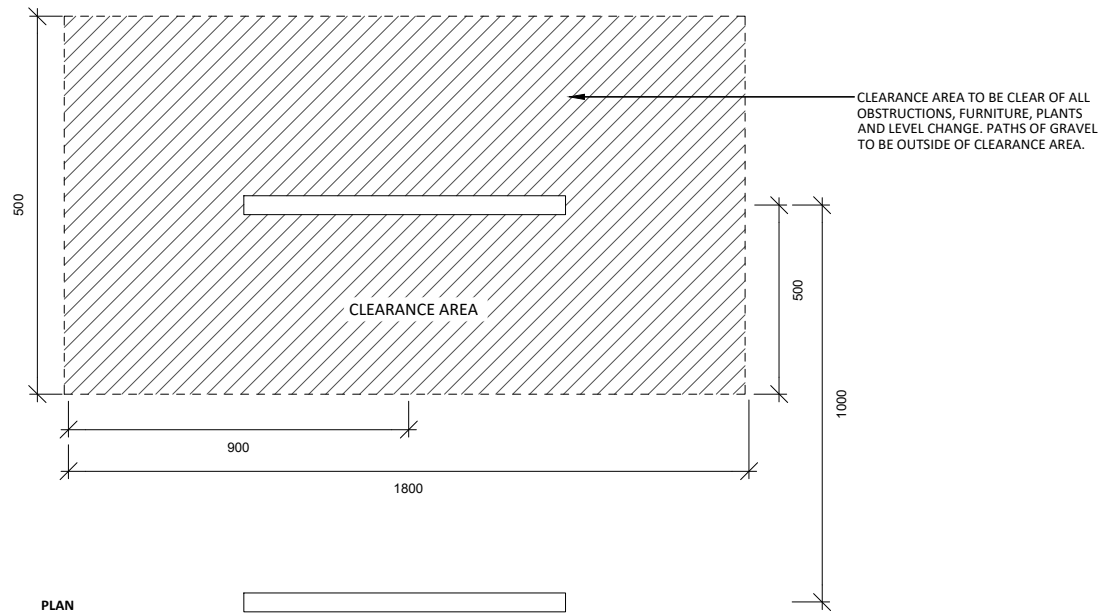 CLEARANCE AREA TO BE CLEAR OF ALL
OBSTRUCTIONS, FURNITURE, PLANTS
AND LEVEL CHANGE. PATHS OF GRAVEL
TO BE OUTSIDE OF CLEARANCE AREA.
500
500
CLEARANCE AREA
1000
900
1800
PLAN